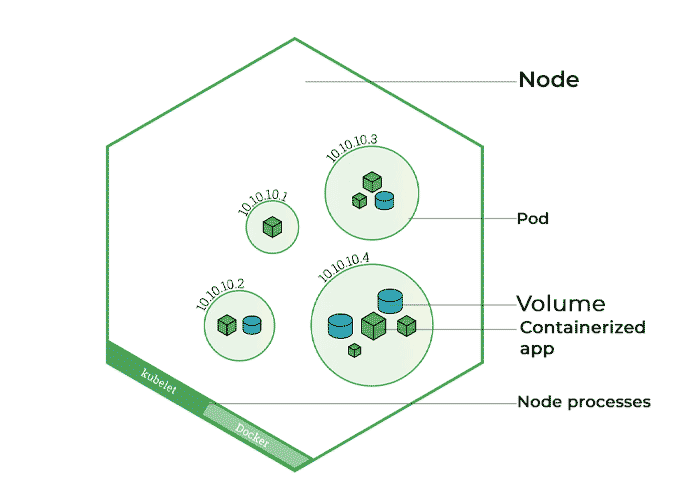 Node
10.10.10.3
10.10.10.1
Pod
10.10.10.4
10.10.10.2
Volume
Containerized
app
kubelet
Node processes
Docker